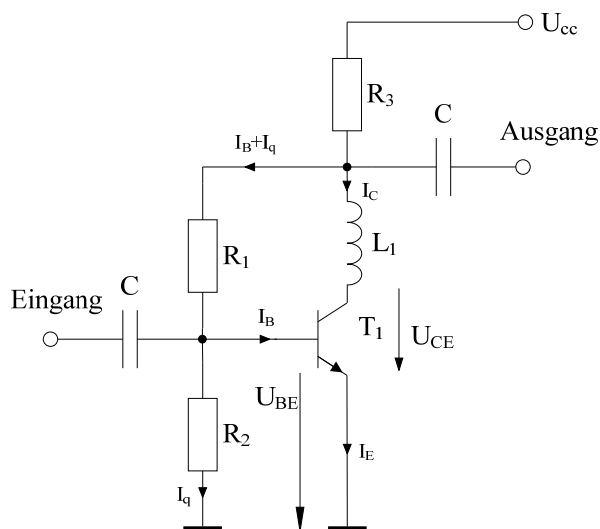 Ucc
R3
C
Ausgang
IB+Iq
IC
R1
L1
Eingang
C
IB
T1
UCE
UBE
R2
IE
Iq